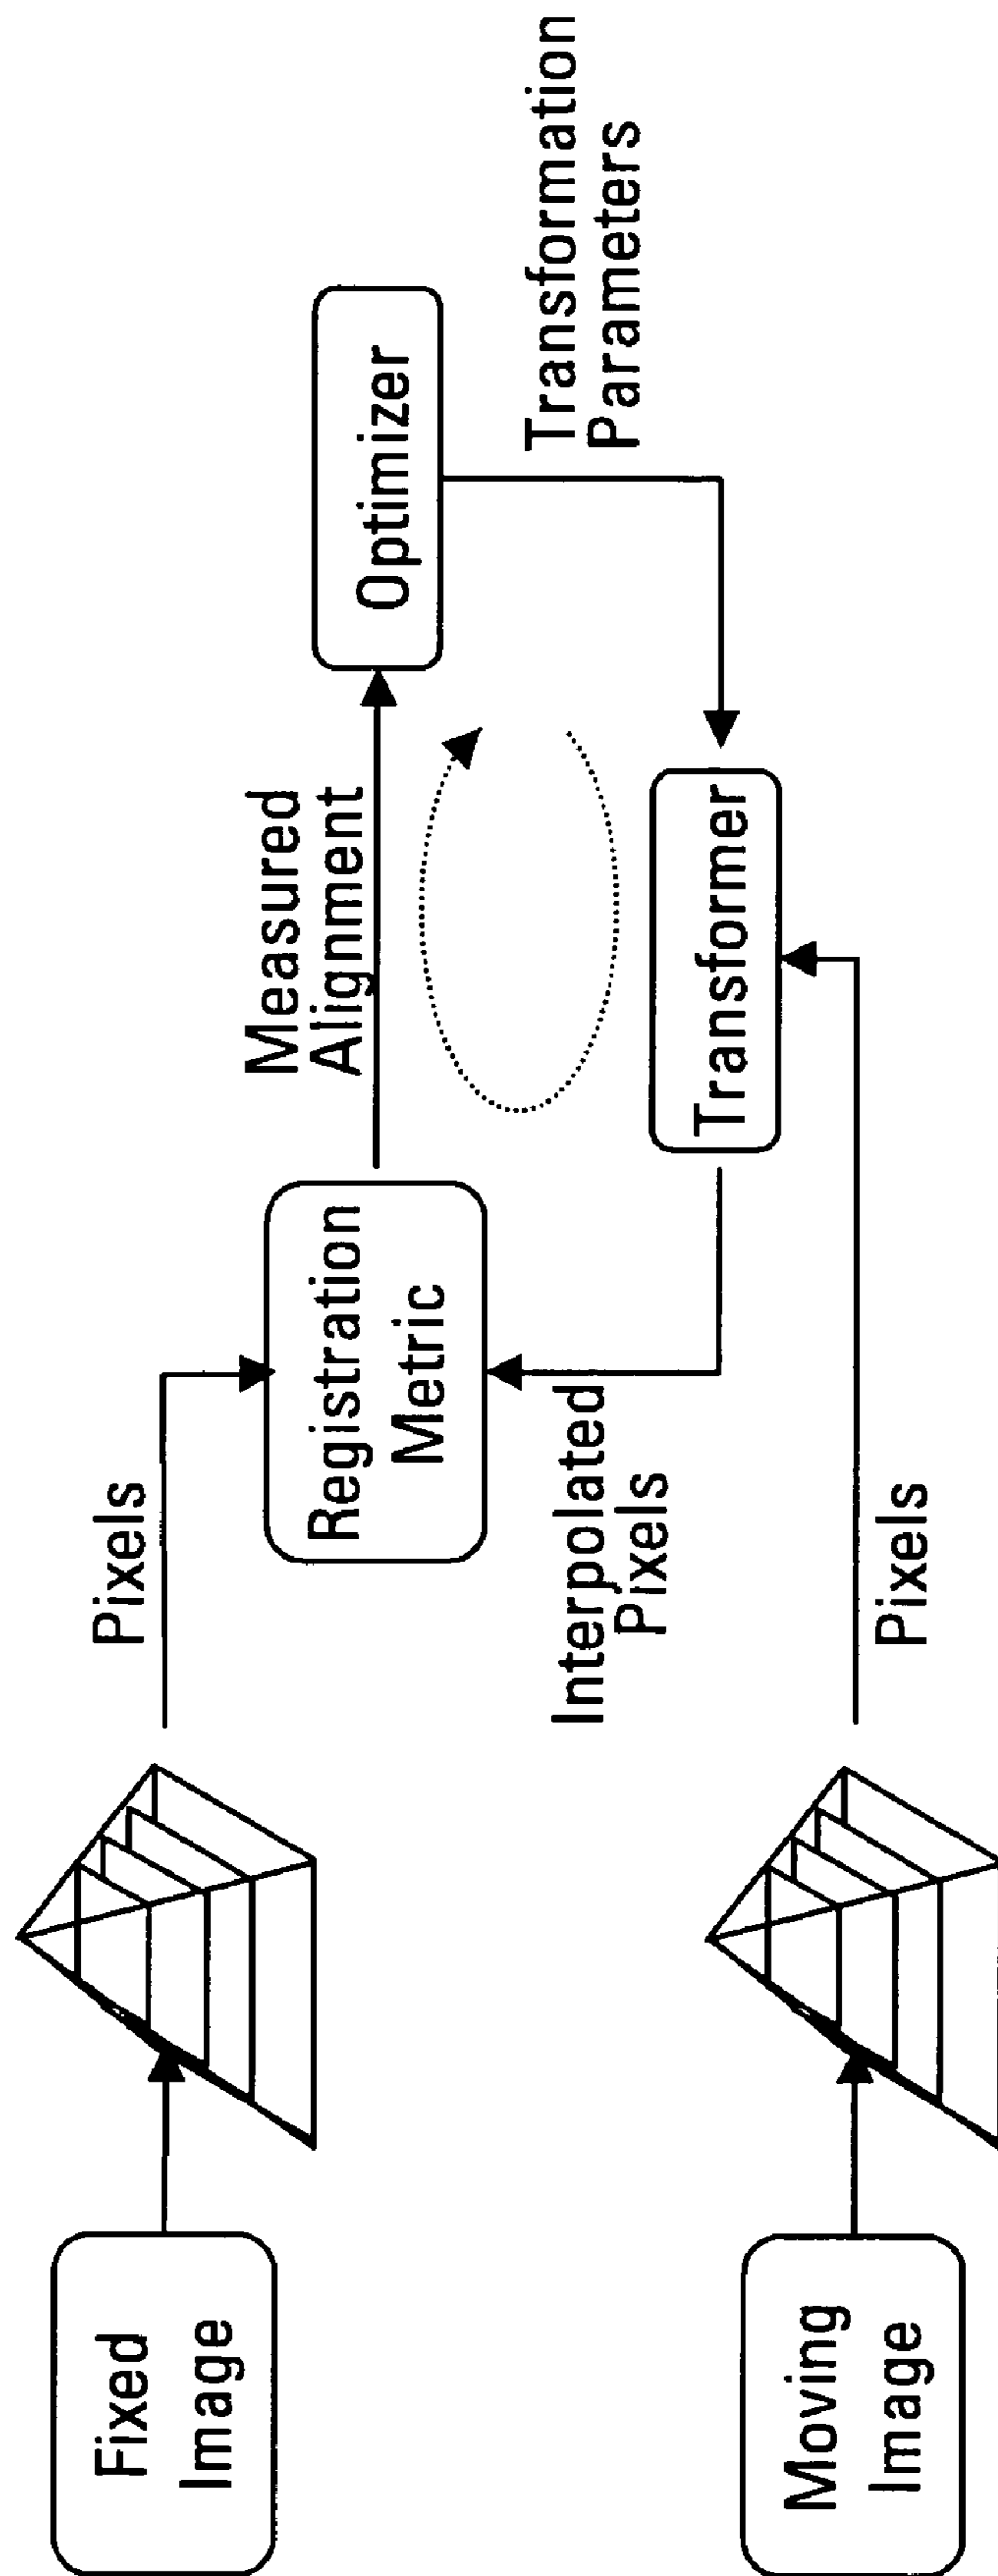 Fixed
Image
Pixels
Registration
Metric
Measured
Alignment
Optimizer
Transformation
Parameters
Interpolated
Pixels
Transformer
Moving
Image
Pixels